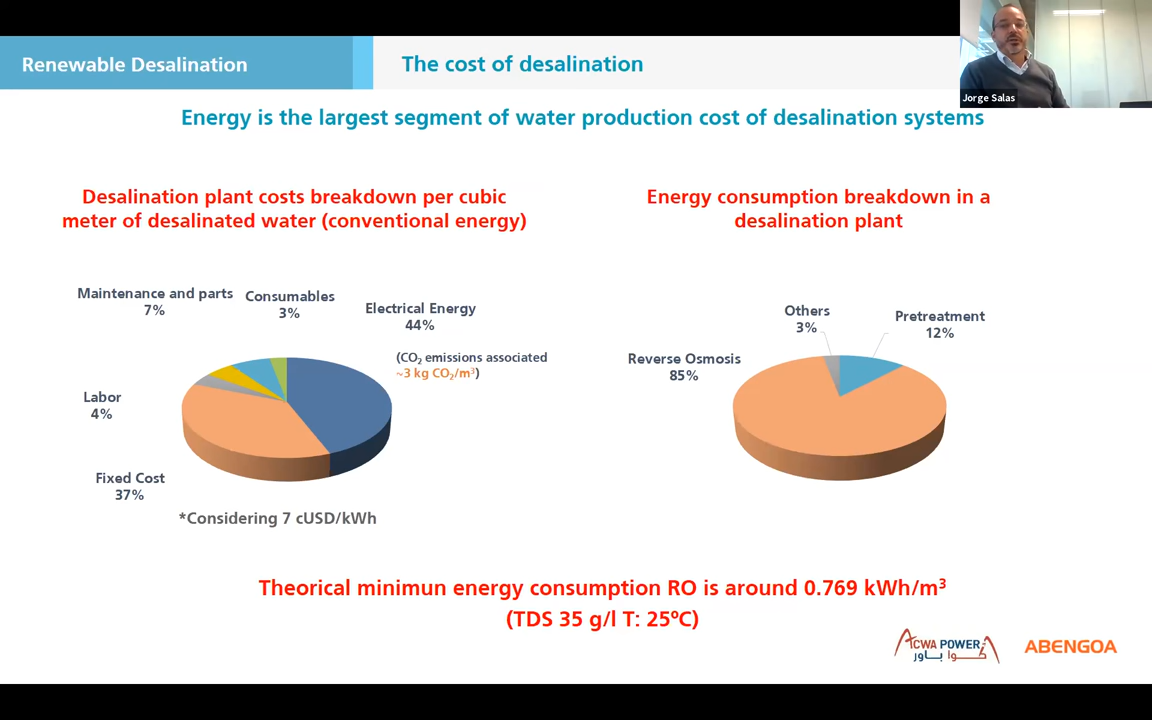 Renewable Desalination
The cost of desalination
Jorge Salas
Energy is the largest segment of water production cost of desalination systems
Desalination plant costs breakdown per cubic
meter of desalinated water (conventional energy)
Maintenance and parts
7%
Consumables
3%
Electrical Energy
44%
(CO₂ emissions associated
~3 kg CO₂/m³)
Labor
4%
Fixed Cost
37%
*Considering 7 cUSD/kWh
Energy consumption breakdown in a
desalination plant
Others
3%
Pretreatment
12%
Reverse Osmosis
85%
Theorical minimun energy consumption RO is around 0.769 kWh/m³
(TDS 35 g/l T: 25ºC)
ACWA POWER
أكوا باور
ABENGOA